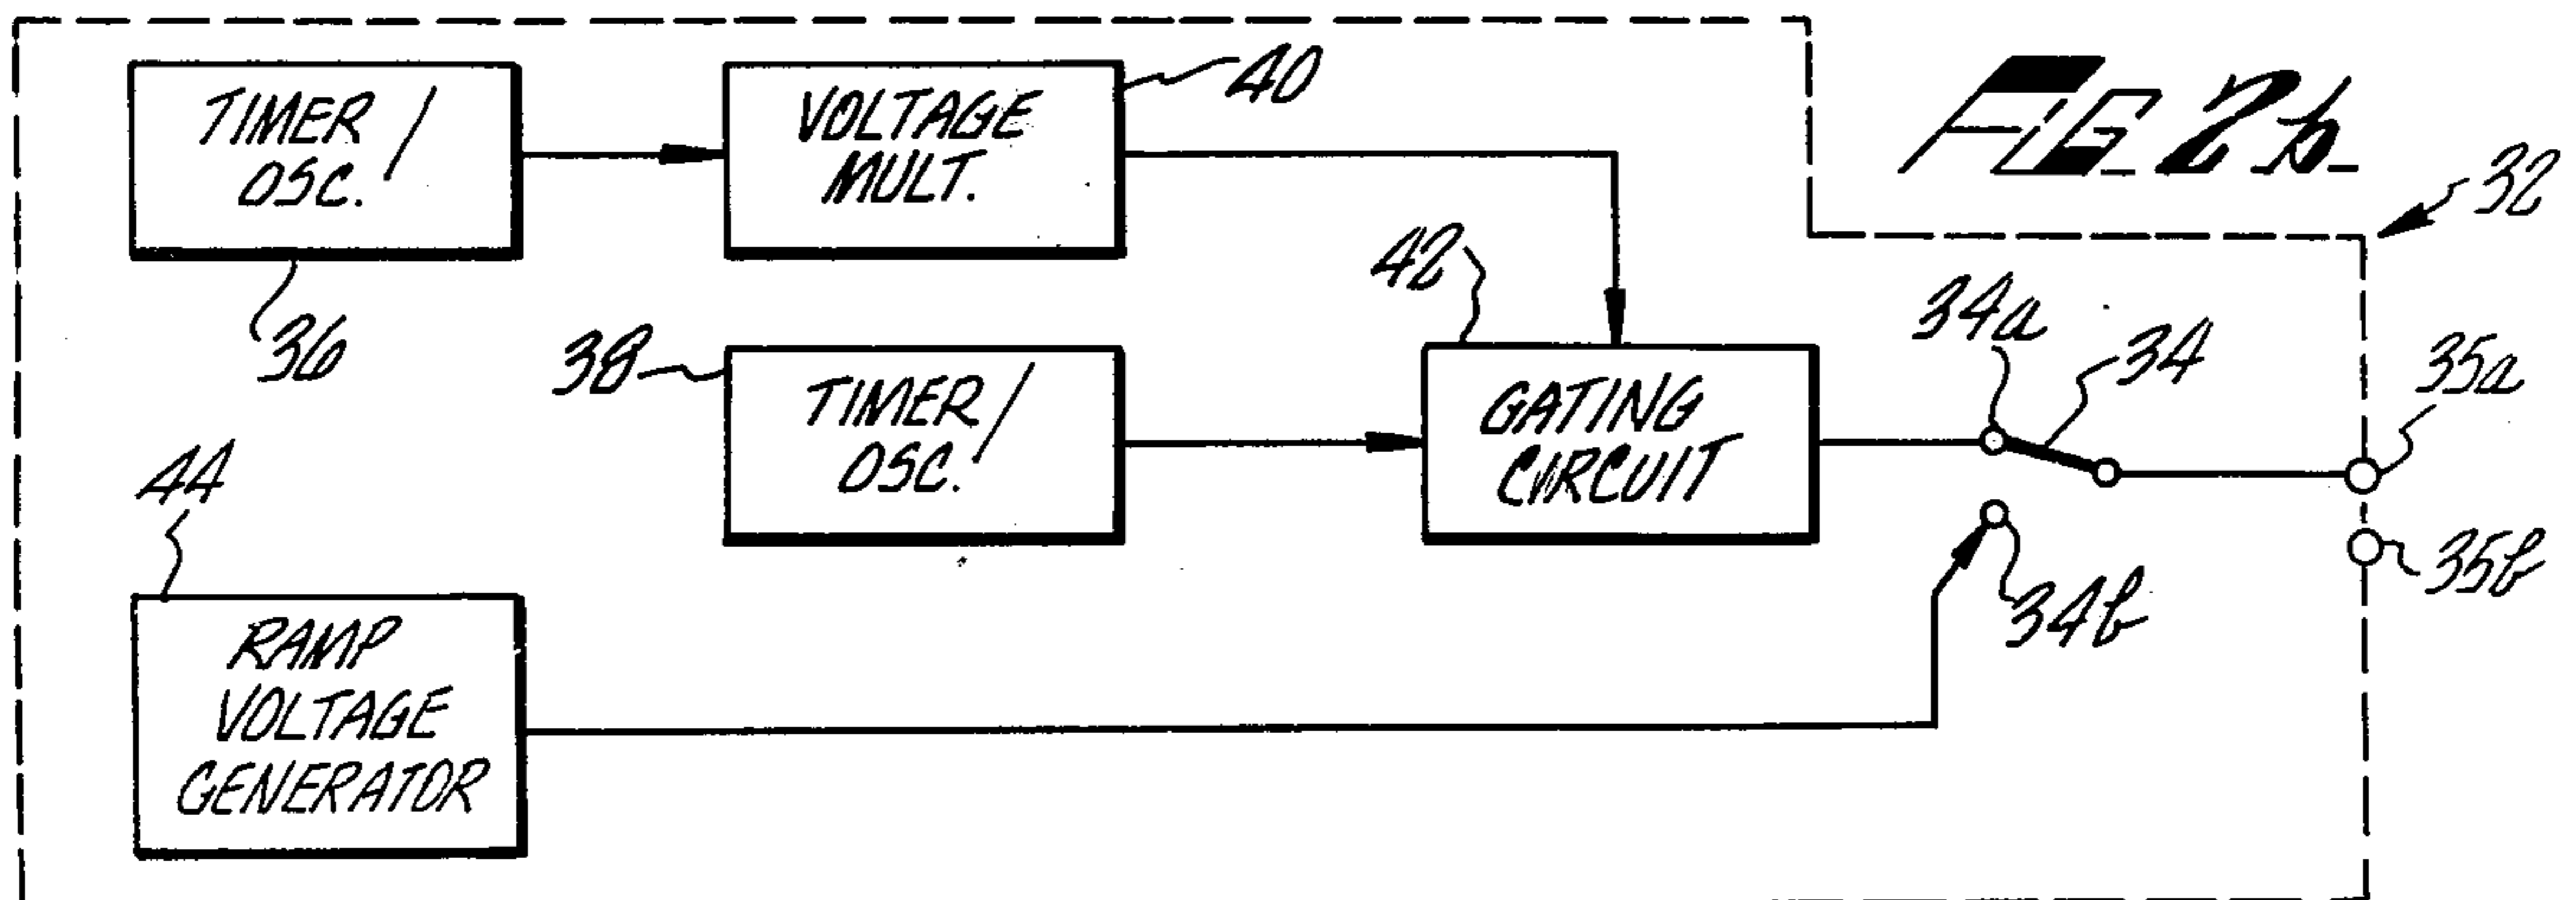 FIG. 2b
TIMER /
OSC.
36
VOLTAGE
MULT.
40
32
TIMER /
OSC.
38
42
GATING
CIRCUIT
34a
34
35a
35b
34b
44
RAMP
VOLTAGE
GENERATOR